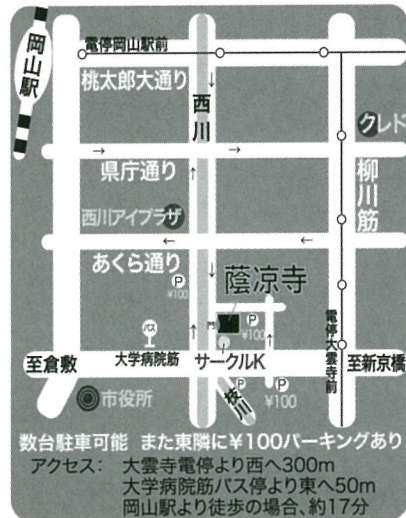 岡山駅
電停岡山駅前
桃太郎大通り
西川
クレド
県庁通り
柳川筋
西川アイプラザ
あくら通り
蔭凉寺
Ⓟ
¥100
門
Ⓟ
¥100
バス
電停大雲寺前
至倉敷
大学病院筋
サークルK
至新京橋
市役所
枝川
Ⓟ
¥100
数台駐車可能 また東隣に¥100パーキングあり
アクセス: 大雲寺電停より西へ300m
大学病院筋バス停より東へ50m
岡山駅より徒歩の場合、約17分